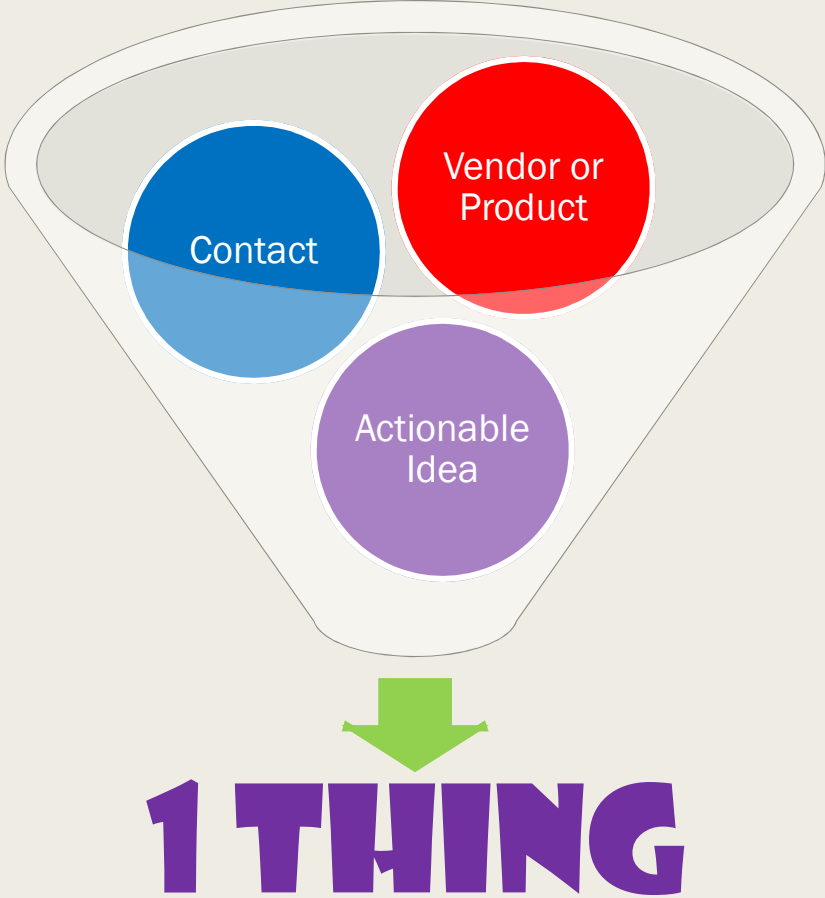 Vendor or
Product
Contact
Actionable
Idea
1 THING